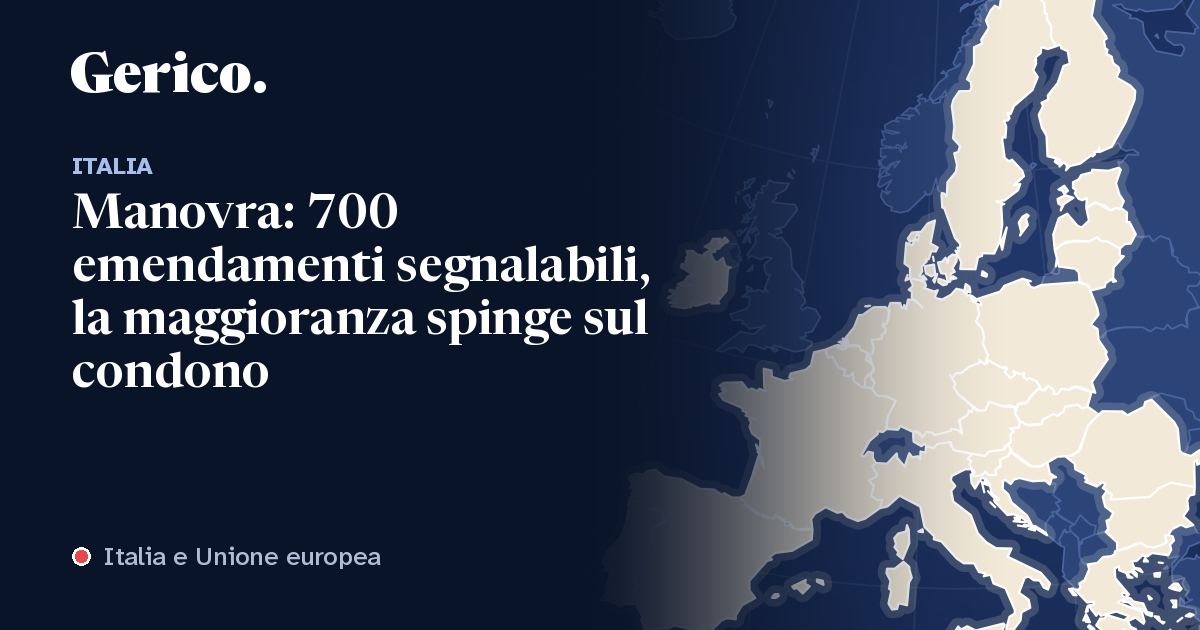 Gerico.
ITALIA
Manovra: 700
emendamenti segnalabili,
la maggioranza spinge sul
condono
Italia e Unione europea